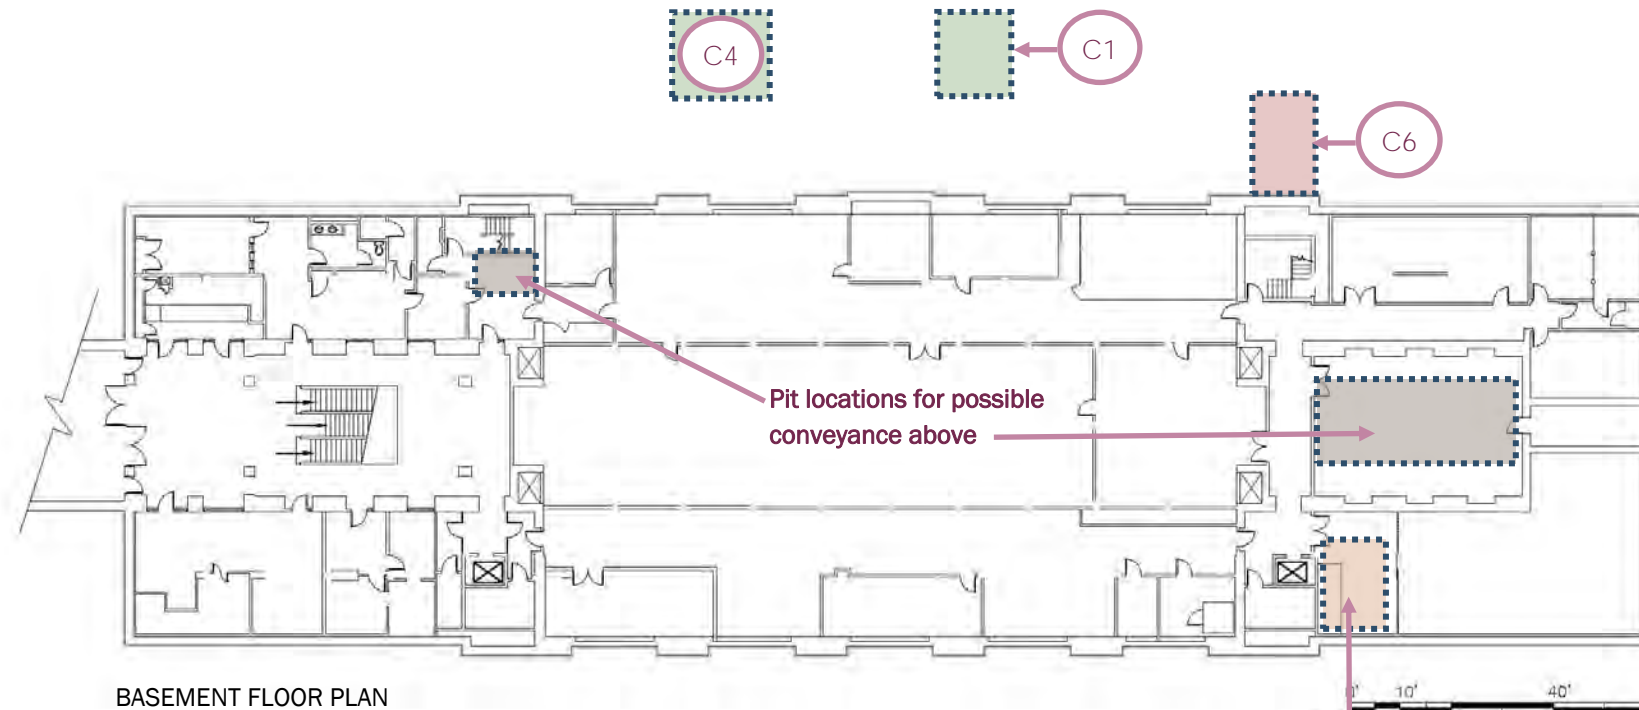 C4
C1
C6
Pit locations for possible
conveyance above
BASEMENT FLOOR PLAN
10'
40'